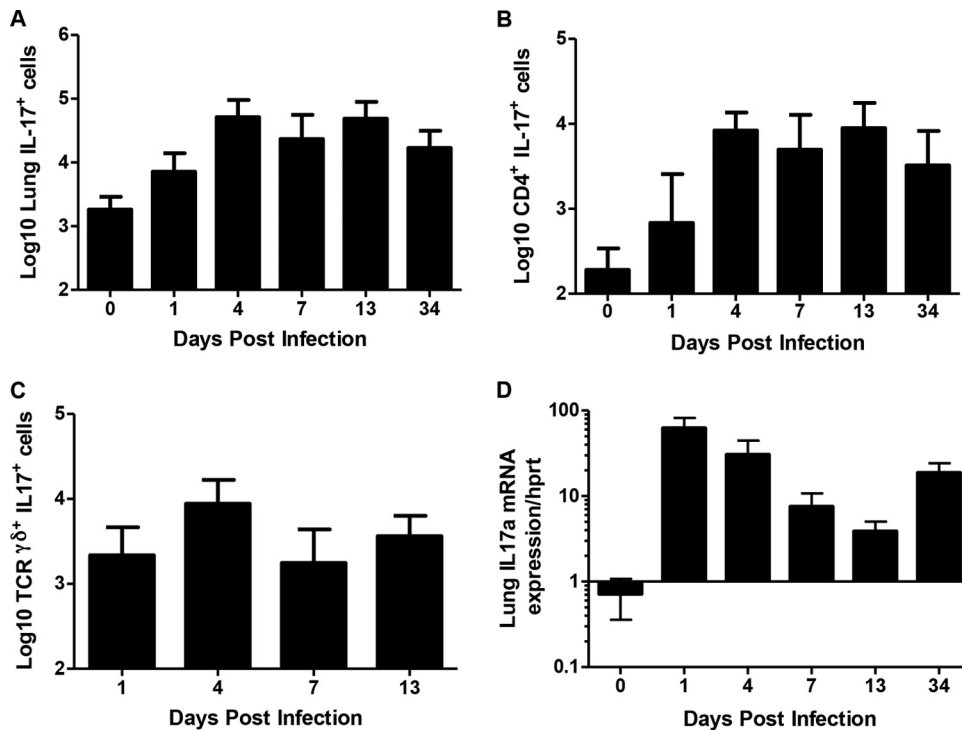 A
Log10 Lung IL-17+ cells
6
5
4
3
2
0 1 4 7 13 34
Days Post Infection
B
Log10 CD4+ IL-17+ cells
5
4
3
2
0 1 4 7 13 34
Days Post Infection
C
Log10 TCR γδ+ IL17+ cells
5
4
3
2
1 4 7 13
Days Post Infection
D
Lung IL17a mRNA
expression/hprt
100
10
1
0.1
0 1 4 7 13 34
Days Post Infection